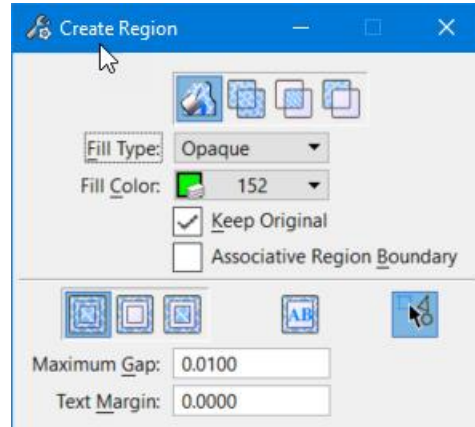 Create Region
Fill Type: Opaque
Fill Color: 152
Keep Original
Associative Region Boundary
AB
Maximum Gap: 0.0100
Text Margin: 0.0000